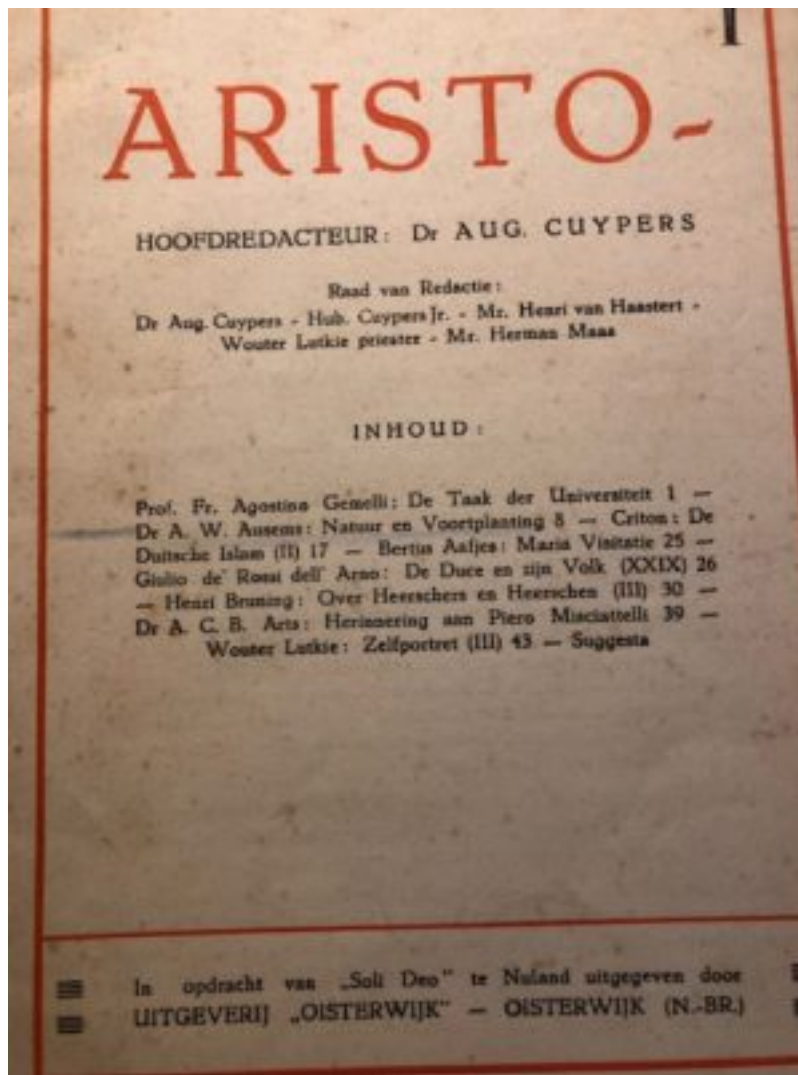 1
ARISTO-
HOOFDREDACTEUR: Dr AUG. CUYPERS
Raad van Redactie:
Dr Aug. Cuypers - Hub. Cuypers Jr. - Mr. Henri van Haastert -
Wouter Lutkie priester - Mr. Herman Maas
INHOUD:
Prof. Fr. Agostino Gemelli: De Taak der Universiteit 1 —
Dr A. W. Ausems: Natuur en Voortplanting 8 — Criton: De
Duitsche Islam (II) 17 — Bertus Aafjes: Maria Visitatie 25 —
Giulio de' Rossi dell' Arno: De Duce en zijn Volk (XXIX) 26
— Henri Bruning: Over Heerschers en Heerschen (III) 30 —
Dr A. C. B. Arts: Herinnering aan Piero Misciattelli 39 —
Wouter Lutkie: Zelfportret (III) 43 — Suggesta
In opdracht van „Soli Deo" te Nuland uitgegeven door
UITGEVERIJ „OISTERWIJK" — OISTERWIJK (N.-BR.)